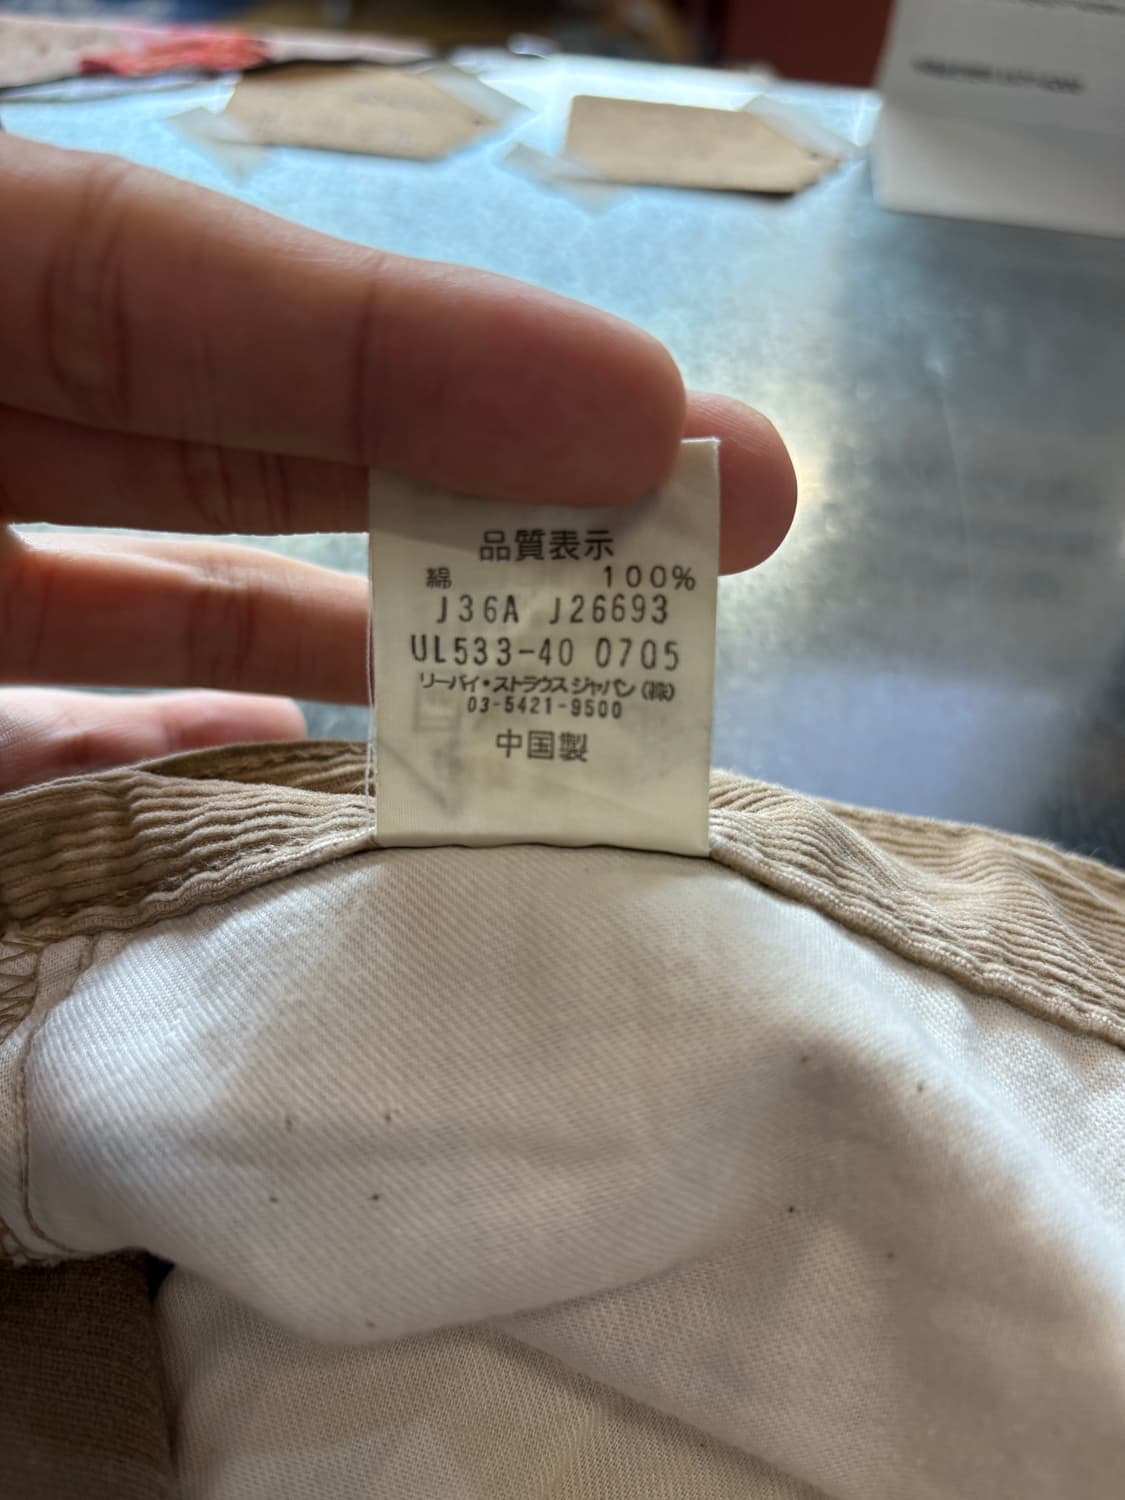 品質表示
綿 100%
J36A J26693
UL533-40 0705
リーバイ・ストラウスジャパン(株)
03-5421-9500
中国製